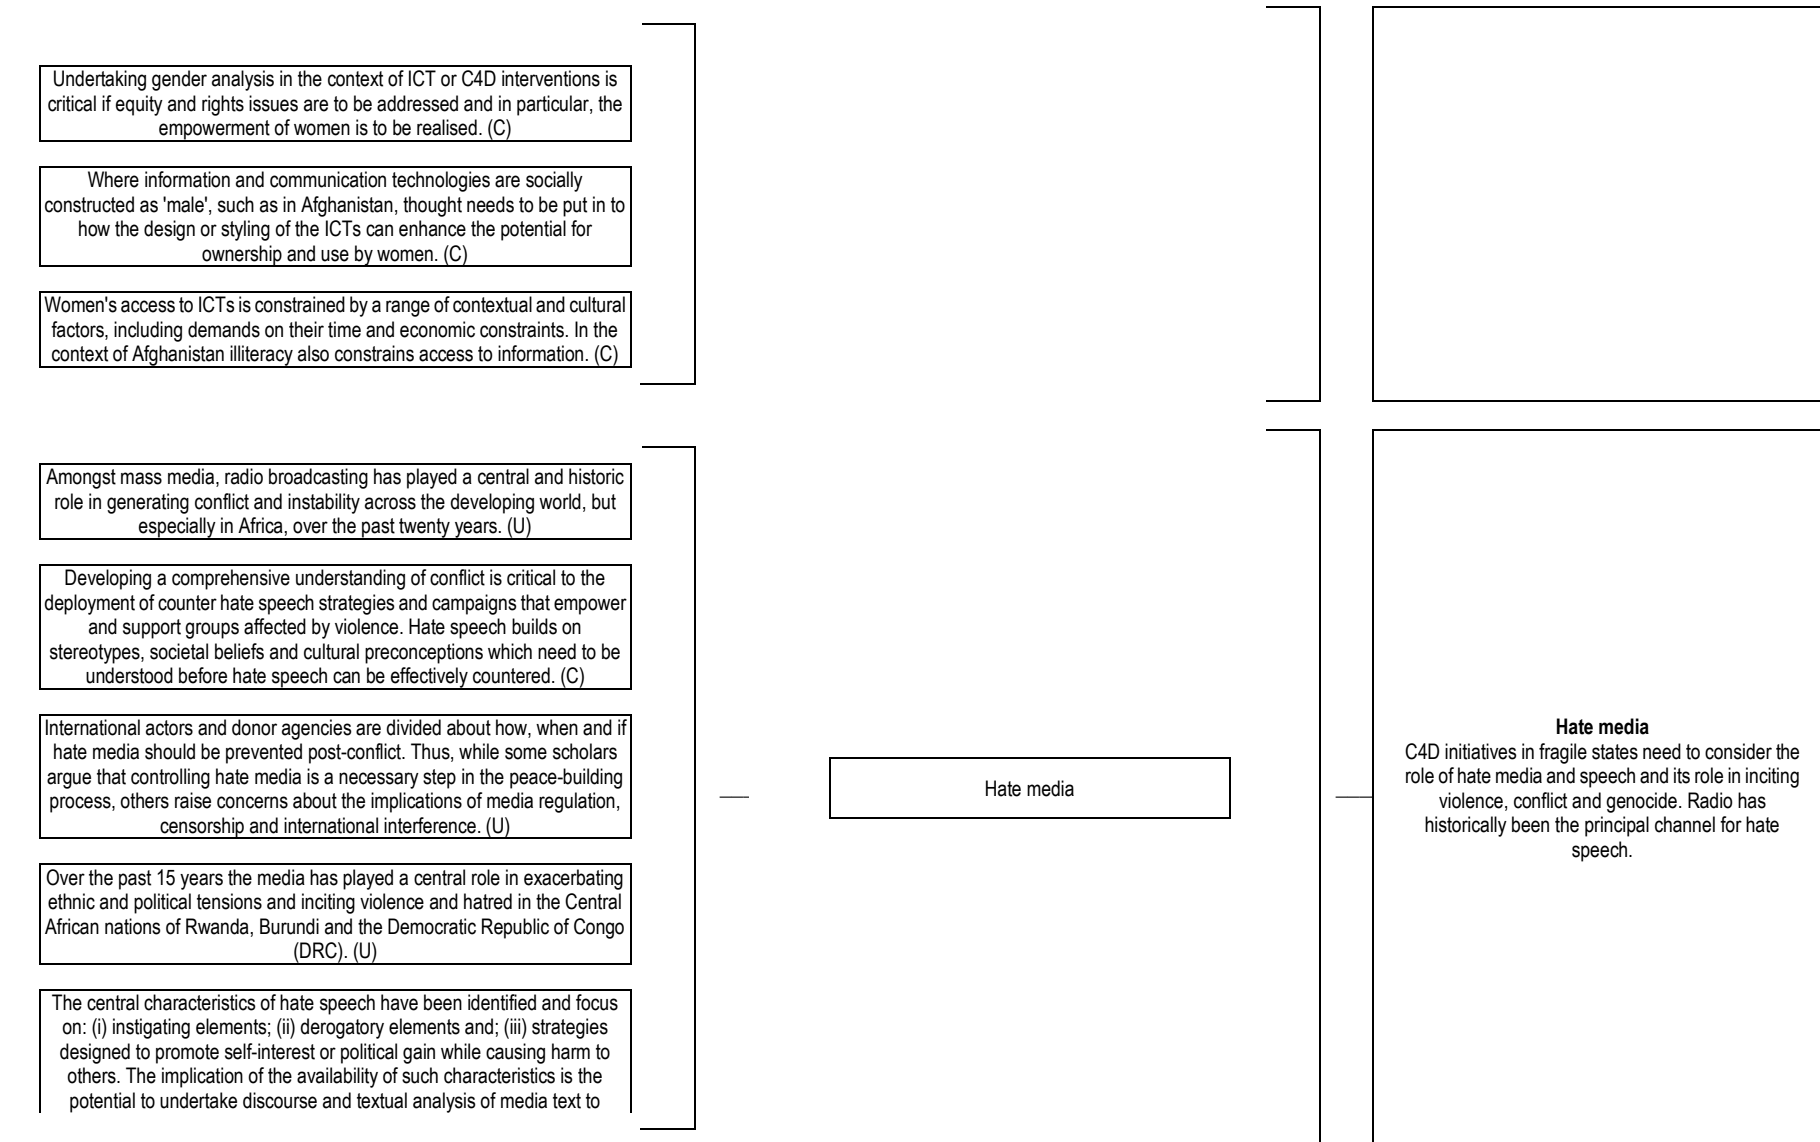 Undertaking gender analysis in the context of ICT or C4D interventions is
critical if equity and rights issues are to be addressed and in particular, the
empowerment of women is to be realised. (C)
Where information and communication technologies are socially
constructed as 'male', such as in Afghanistan, thought needs to be put in to
how the design or styling of the ICTs can enhance the potential for
ownership and use by women. (C)
Women's access to ICTs is constrained by a range of contextual and cultural
factors, including demands on their time and economic constraints. In the
context of Afghanistan illiteracy also constrains access to information. (C)
Amongst mass media, radio broadcasting has played a central and historic
role in generating conflict and instability across the developing world, but
especially in Africa, over the past twenty years. (U)
Developing a comprehensive understanding of conflict is critical to the
deployment of counter hate speech strategies and campaigns that empower
and support groups affected by violence. Hate speech builds on
stereotypes, societal beliefs and cultural preconceptions which need to be
understood before hate speech can be effectively countered. (C)
International actors and donor agencies are divided about how, when and if
hate media should be prevented post-conflict. Thus, while some scholars
argue that controlling hate media is a necessary step in the peace-building
process, others raise concerns about the implications of media regulation,
censorship and international interference. (U)
Over the past 15 years the media has played a central role in exacerbating
ethnic and political tensions and inciting violence and hatred in the Central
African nations of Rwanda, Burundi and the Democratic Republic of Congo
(DRC). (U)
The central characteristics of hate speech have been identified and focus
on: (i) instigating elements; (ii) derogatory elements and; (iii) strategies
designed to promote self-interest or political gain while causing harm to
others. The implication of the availability of such characteristics is the
potential to undertake discourse and textual analysis of media text to
Hate media
Hate media
C4D initiatives in fragile states need to consider the
role of hate media and speech and its role in inciting
violence, conflict and genocide. Radio has
historically been the principal channel for hate
speech.